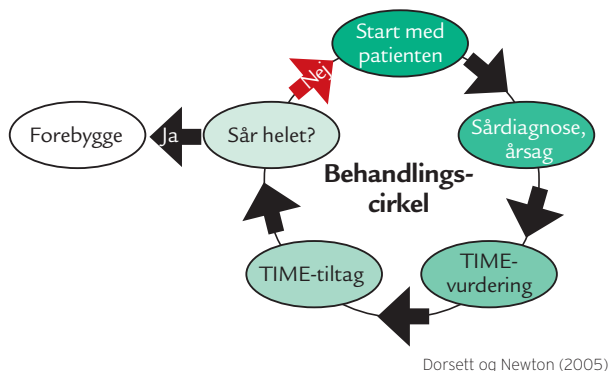 Start med
patienten
Nej
Forebygge
Ja
Sår helet?
Sårdiagnose,
årsag
Behandlings-
cirkel
TIME-tiltag
TIME-
vurdering
Dorsett og Newton (2005)